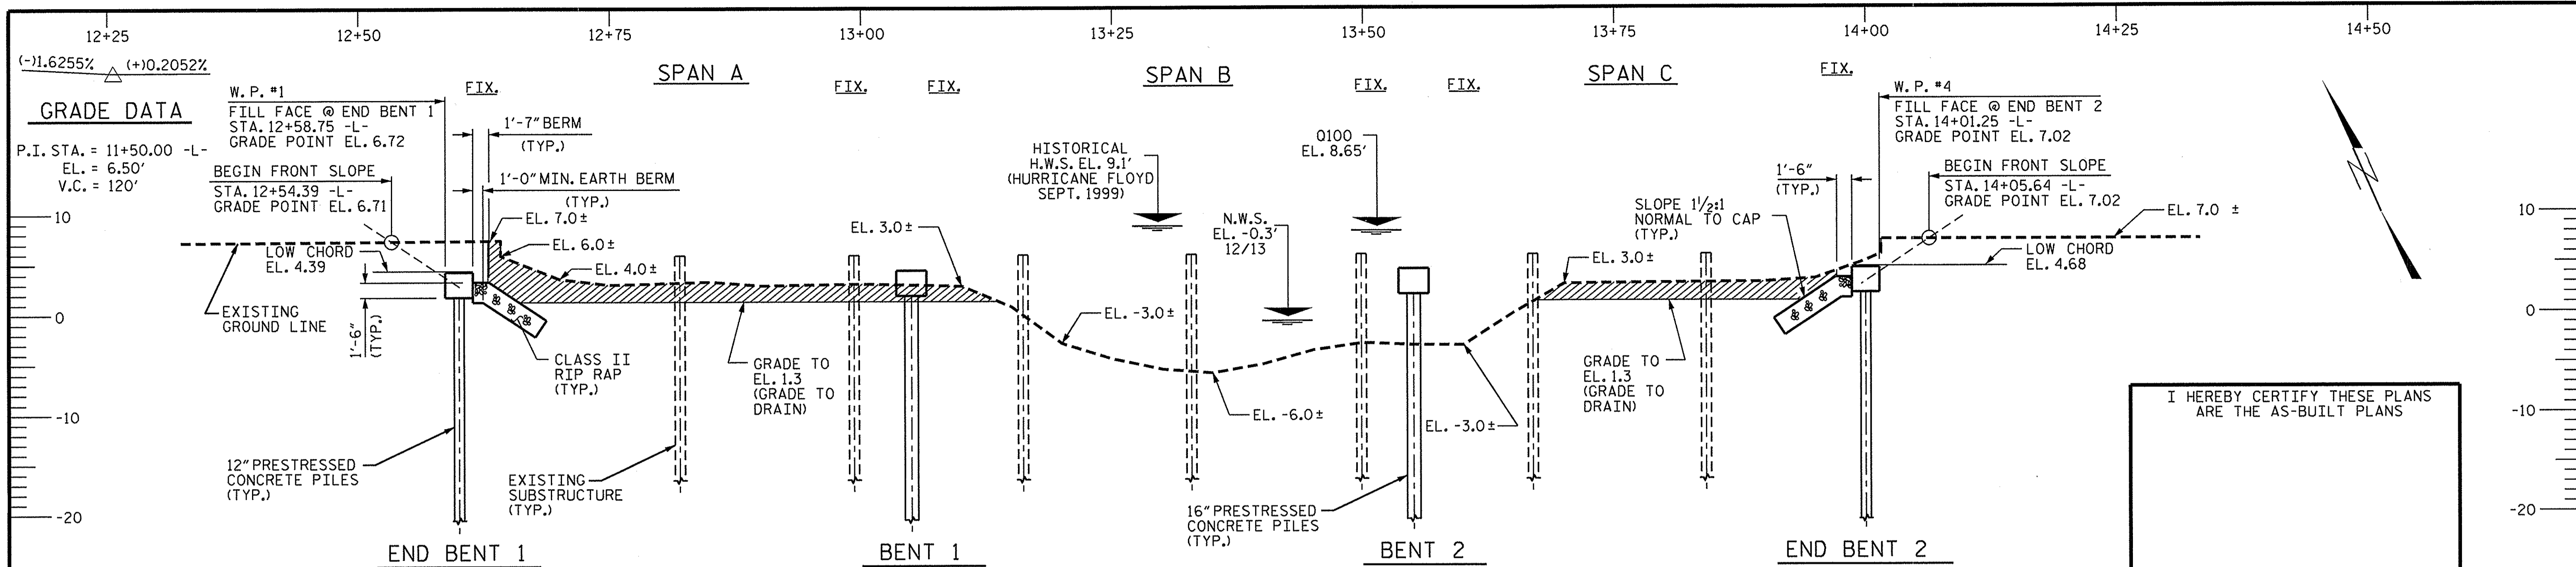 12+25
12+50
12+75
13+00
13+25
13+50
13+75
14+00
14+25
14+50
(-)1.6255%
(+)0.2052%
GRADE DATA
P.I. STA. = 11+50.00 -L-
EL. = 6.50'
V.C. = 120'
W.P. #1
FILL FACE @ END BENT 1
STA. 12+58.75 -L-
GRADE POINT EL. 6.72
BEGIN FRONT SLOPE
STA. 12+54.39 -L-
GRADE POINT EL. 6.71
FIX.
SPAN A
FIX.
FIX.
SPAN B
FIX.
FIX.
SPAN C
FIX.
1'-7" BERM
(TYP.)
1'-0" MIN. EARTH BERM
(TYP.)
EL. 7.0±
EL. 6.0±
EL. 4.0±
EL. 3.0±
LOW CHORD
EL. 4.39
EXISTING
GROUND LINE
1'-6"
(TYP.)
CLASS II
RIP RAP
(TYP.)
GRADE TO
EL. 1.3
(GRADE TO
DRAIN)
12" PRESTRESSED
CONCRETE PILES
(TYP.)
EXISTING
SUBSTRUCTURE
(TYP.)
HISTORICAL
H.W.S. EL. 9.1'
(HURRICANE FLOYD
SEPT. 1999)
N.W.S.
EL. -0.3'
12/13
Q100
EL. 8.65'
EL. -3.0±
EL. -6.0±
EL. -3.0±
16" PRESTRESSED
CONCRETE PILES
(TYP.)
EL. 3.0±
SLOPE 1½:1
NORMAL TO CAP
(TYP.)
GRADE TO
EL. 1.3
(GRADE TO
DRAIN)
1'-6"
(TYP.)
W.P. #4
FILL FACE @ END BENT 2
STA. 14+01.25 -L-
GRADE POINT EL. 7.02
BEGIN FRONT SLOPE
STA. 14+05.64 -L-
GRADE POINT EL. 7.02
EL. 7.0 ±
LOW CHORD
EL. 4.68
10
0
-10
-20
10
0
-10
-20
I HEREBY CERTIFY THESE PLANS
ARE THE AS-BUILT PLANS
END BENT 1
BENT 1
BENT 2
END BENT 2